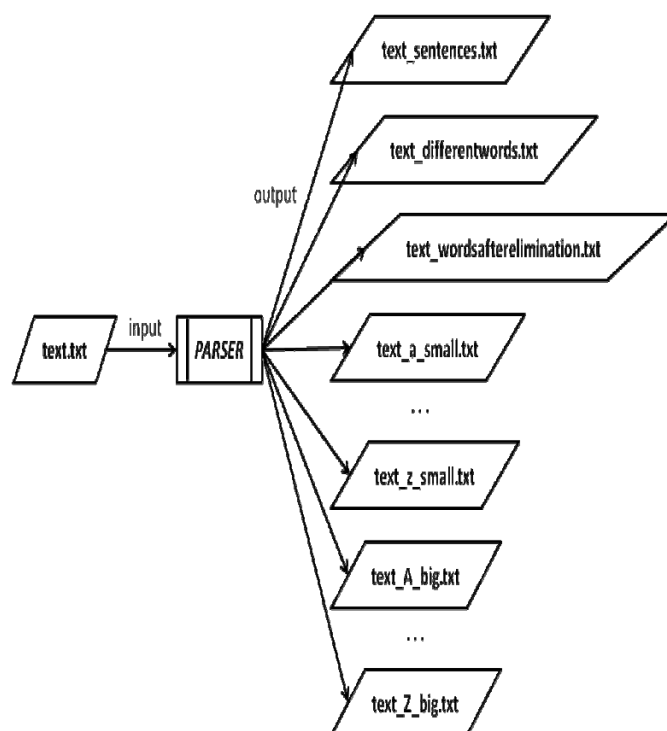 text_sentences.txt
text_differentwords.txt
output
text_wordsafterelimination.txt
input
text.txt
PARSER
text_a_small.txt
...
text_z_small.txt
text_A_big.txt
...
text_Z_big.txt